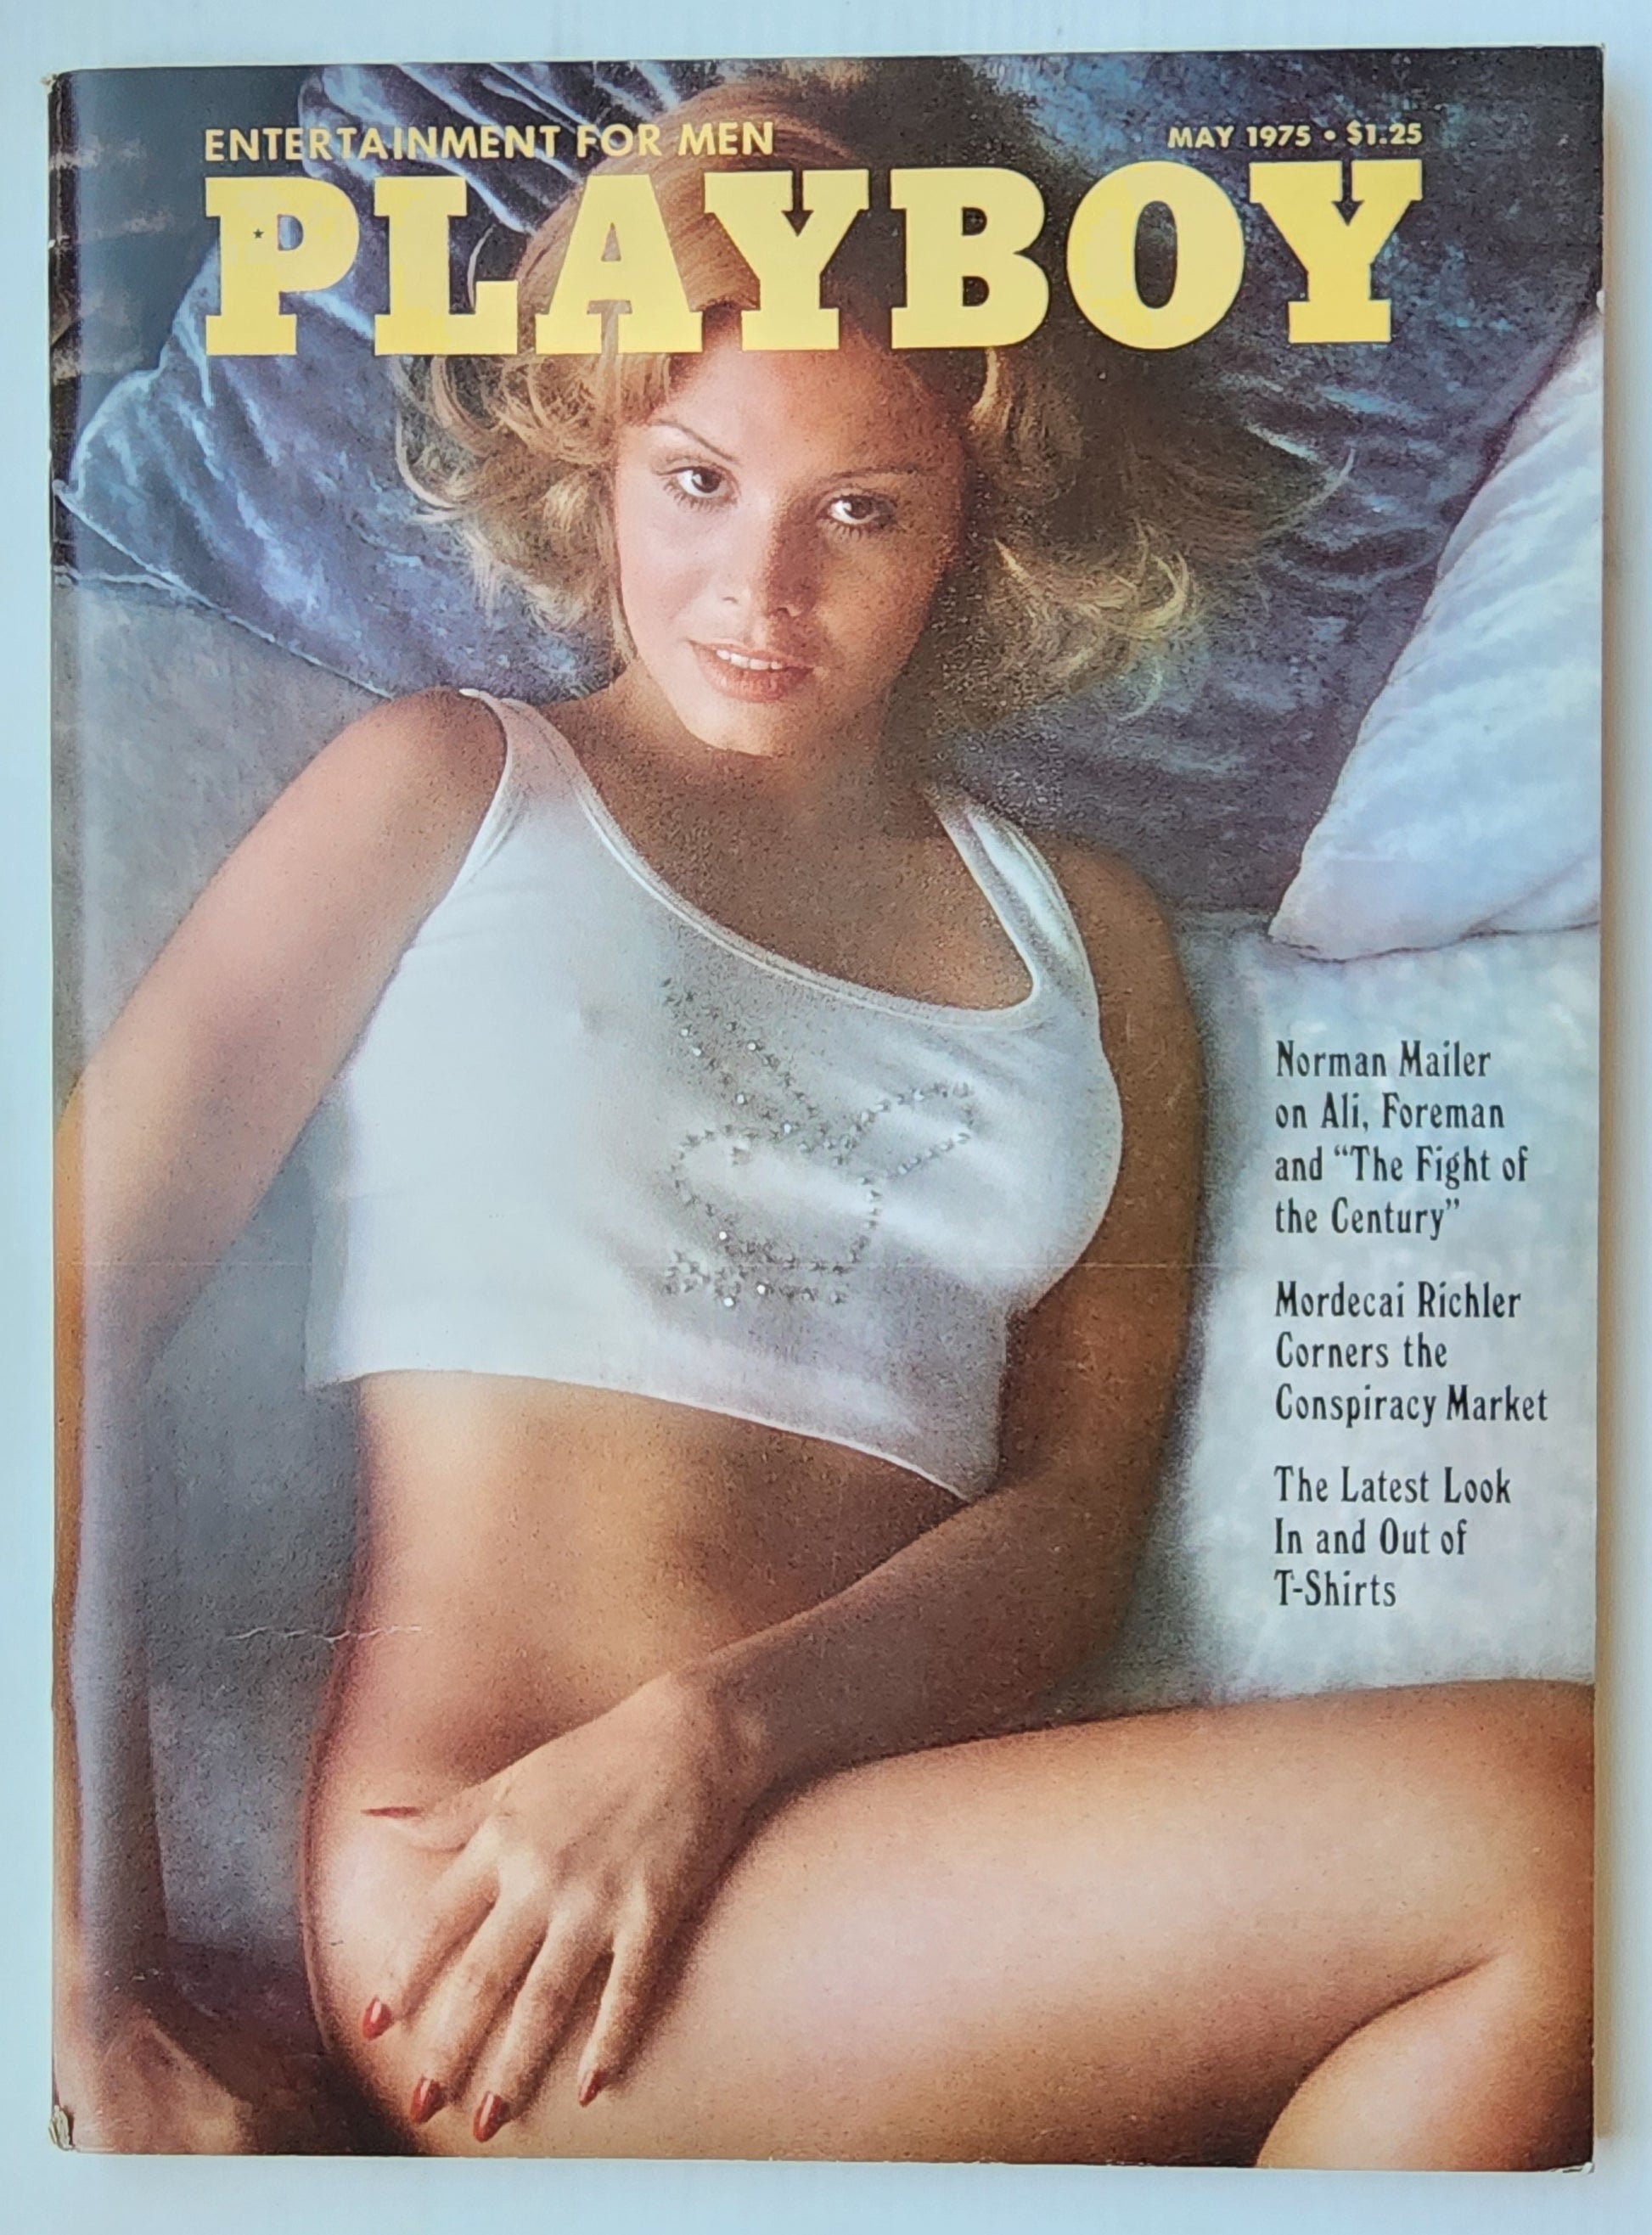 ENTERTAINMENT FOR MEN
MAY 1975 • $1.25
PLAYBOY
Norman Mailer
on Ali, Foreman
and “The Fight of
the Century”
Mordecai Richler
Corners the
Conspiracy Market
The Latest Look
In and Out of
T-Shirts